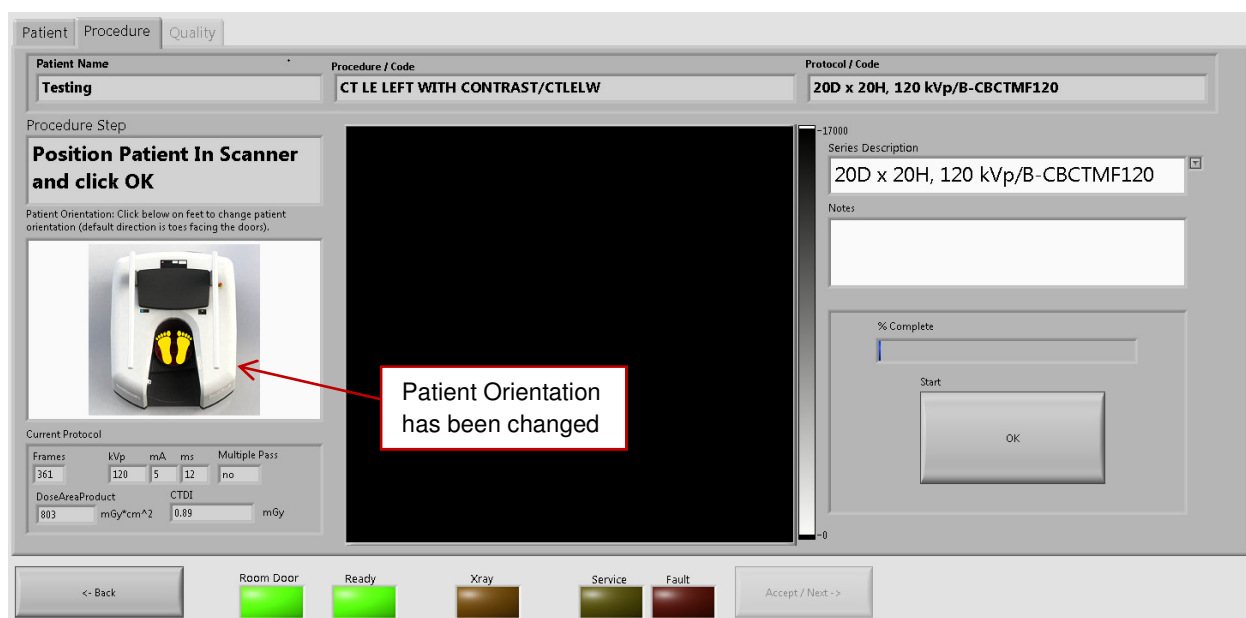 Patient Procedure Quality
Patient Name
Testing
Procedure / Code
CT LE LEFT WITH CONTRAST/CTLELW
Protocol / Code
20D x 20H, 120 kVp/B-CBCTMF120
Procedure Step
Position Patient In Scanner
and click OK
Patient Orientation: Click below on feet to change patient
orientation (default direction is toes facing the doors).
Current Protocol
Frames kVp mA ms Multiple Pass
361 120 5 12 no
DoseAreaProduct CTDI
803 mGy*cm^2 0.89 mGy
Patient Orientation
has been changed
-17000
-0
Series Description
20D x 20H, 120 kVp/B-CBCTMF120
Notes
% Complete
Start
OK
<- Back
Room Door Ready Xray Service Fault
Accept / Next ->